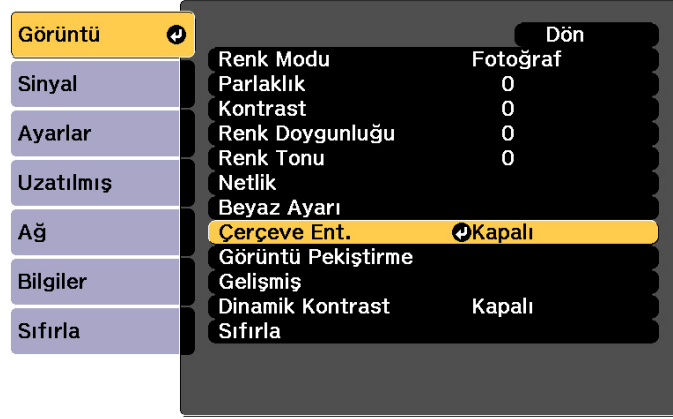 Görüntü
Sinyal
Ayarlar
Uzatılmış
Ağ
Bilgiler
Sıfırla
Dön
Renk Modu Fotoğraf
Parlaklık 0
Kontrast 0
Renk Doygunluğu 0
Renk Tonu 0
Netlik
Beyaz Ayarı
Çerçeve Ent. Kapalı
Görüntü Pekiştirme
Gelişmiş
Dinamik Kontrast Kapalı
Sıfırla